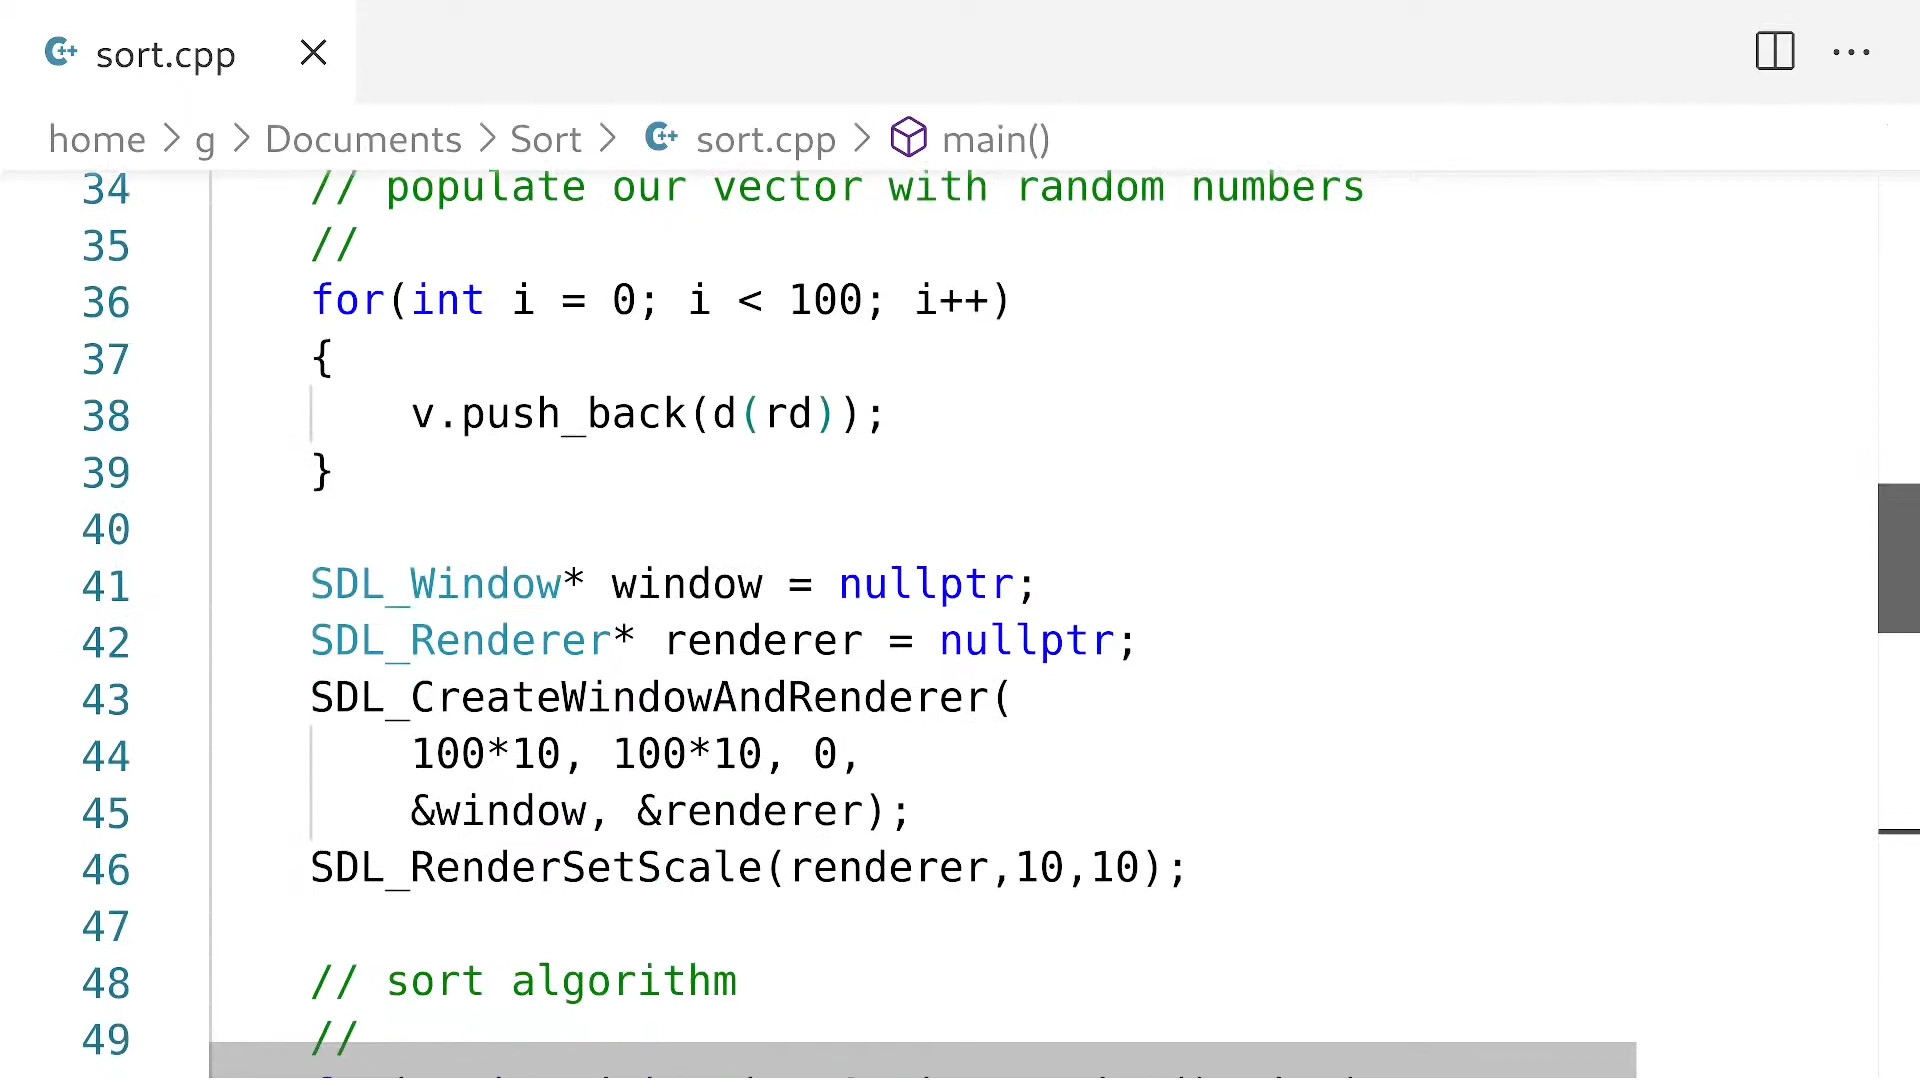 sort.cpp
home > g > Documents > Sort > sort.cpp > main()
34 // populate our vector with random numbers
35 //
36 for(int i = 0; i < 100; i++)
37 {
38 v.push_back(d(rd));
39 }
40
41 SDL_Window* window = nullptr;
42 SDL_Renderer* renderer = nullptr;
43 SDL_CreateWindowAndRenderer(
44 100*10, 100*10, 0,
45 &window, &renderer);
46 SDL_RenderSetScale(renderer,10,10);
47
48 // sort algorithm
49 //